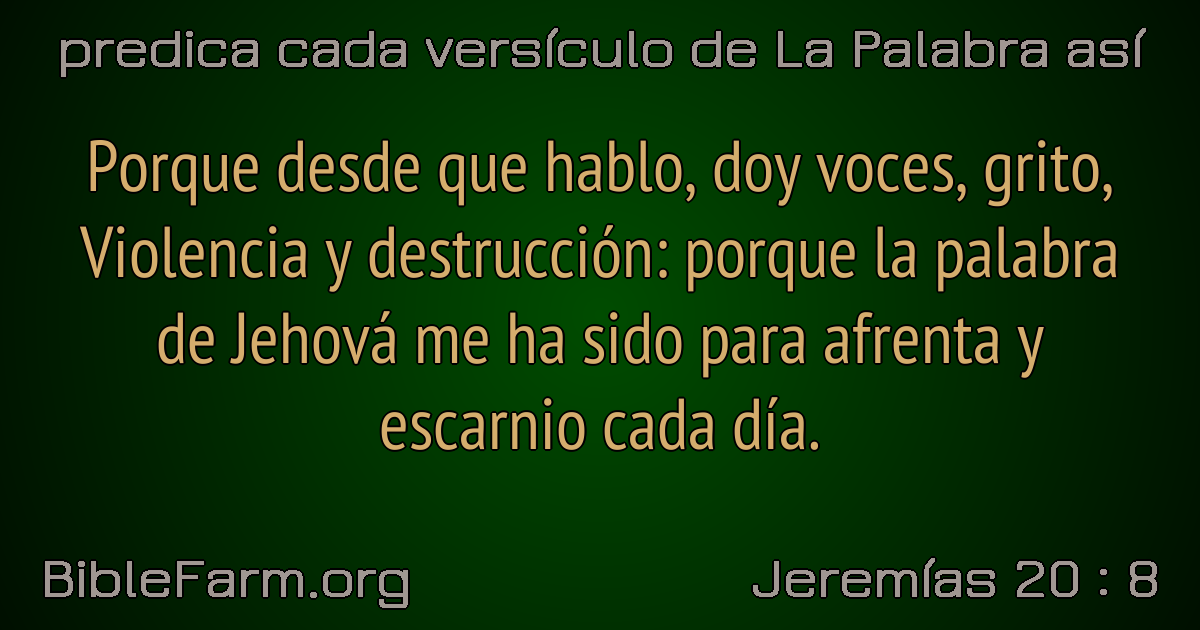 predica cada versículo de La Palabra así
Porque desde que hablo, doy voces, grito,
Violencia y destrucción: porque la palabra
de Jehová me ha sido para afrenta y
escarnio cada día.
BibleFarm.org
Jeremías 20 : 8